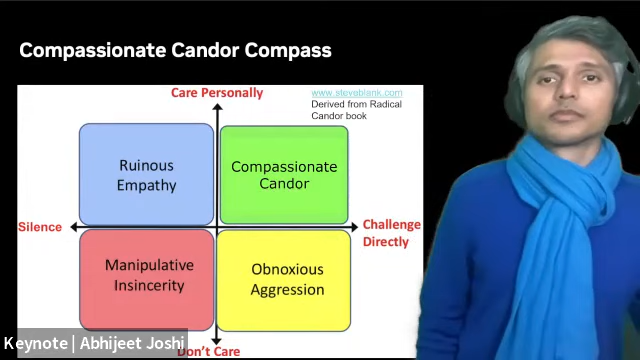 Compassionate Candor Compass
Care Personally
www.steveblank.com
Derived from Radical
Candor book
Ruinous
Empathy
Compassionate
Candor
Silence
Challenge
Directly
Manipulative
Insincerity
Obnoxious
Aggression
Keynote | Abhijeet Joshi
Don't Care